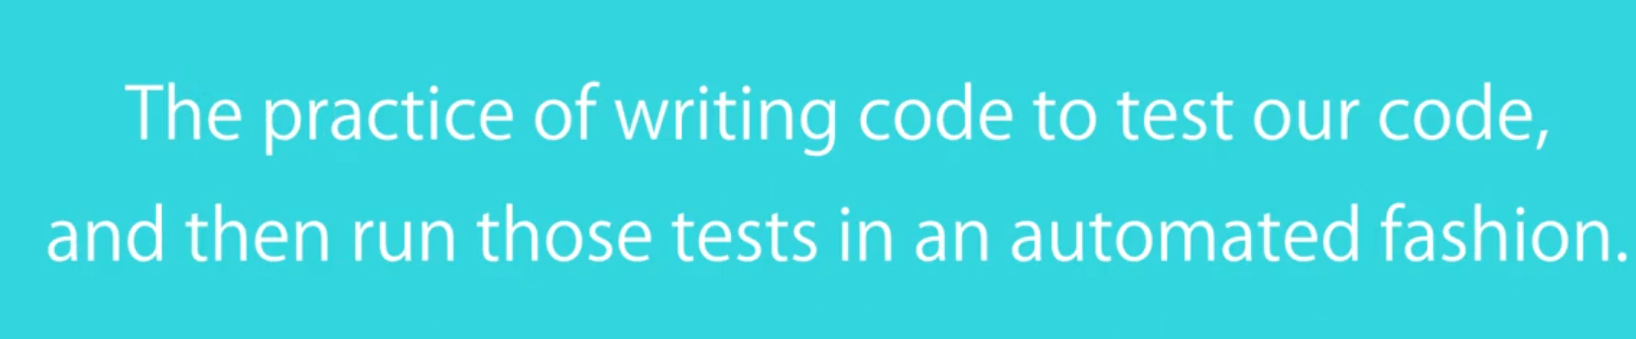 The practice of writing code to test our code,
and then run those tests in an automated fashion.